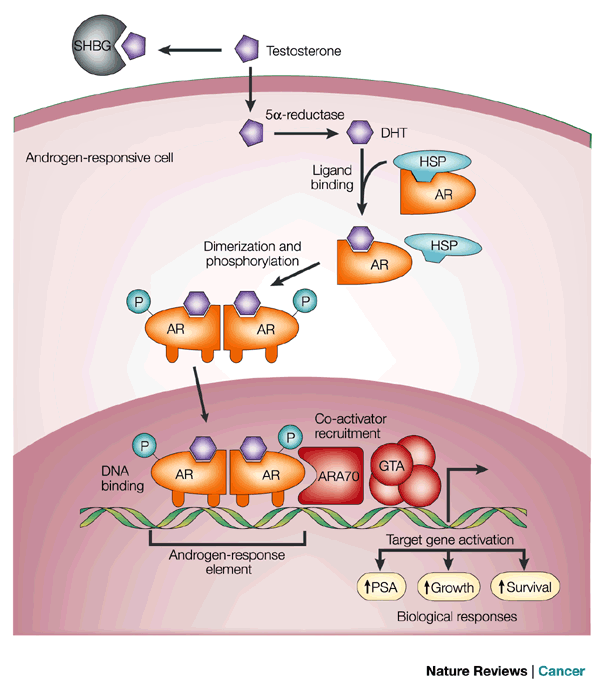 SHBG
Testosterone
5α-reductase
DHT
Androgen-responsive cell
Ligand
binding
HSP
AR
Dimerization and
phosphorylation
AR
HSP
P
P
AR
AR
Co-activator
recruitment
P
P
DNA
binding
AR
AR
ARA70
GTA
Androgen-response
element
Target gene activation
↑PSA
↑Growth
↑Survival
Biological responses
Nature Reviews | Cancer